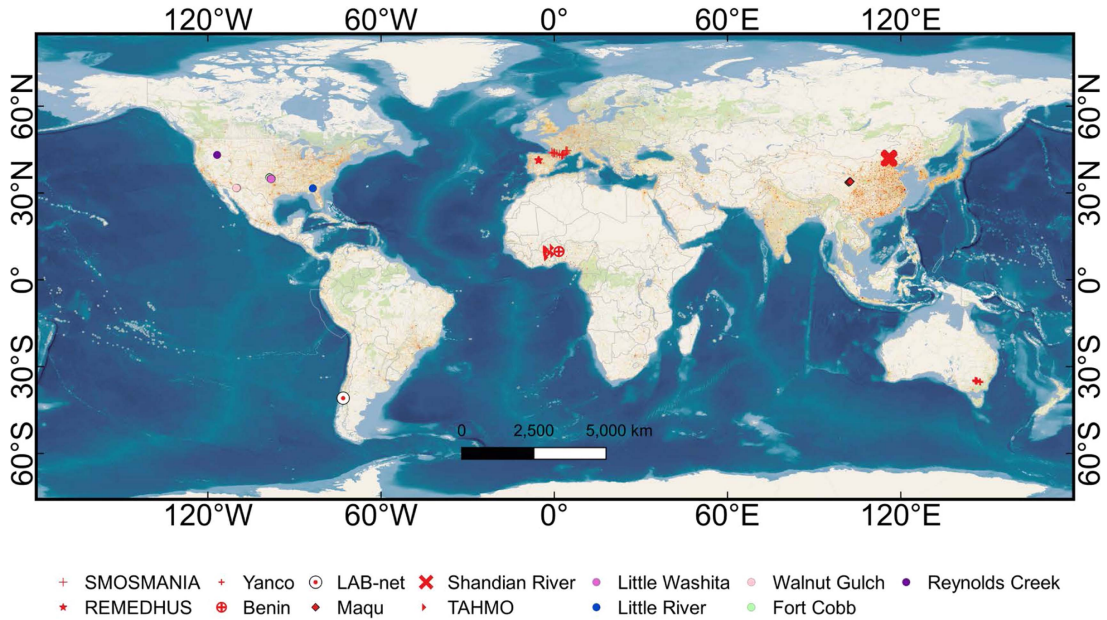 120°W 60°W 0° 60°E 120°E
60°N 60°N
30°N 30°N
0° 0°
30°S 30°S
60°S 60°S
0 2,500 5,000 km
120°W 60°W 0° 60°E 120°E
SMOSMANIA Yanco LAB-net Shandian River Little Washita Walnut Gulch Reynolds Creek
REMEDHUS Benin Maqu TAHMO Little River Fort Cobb